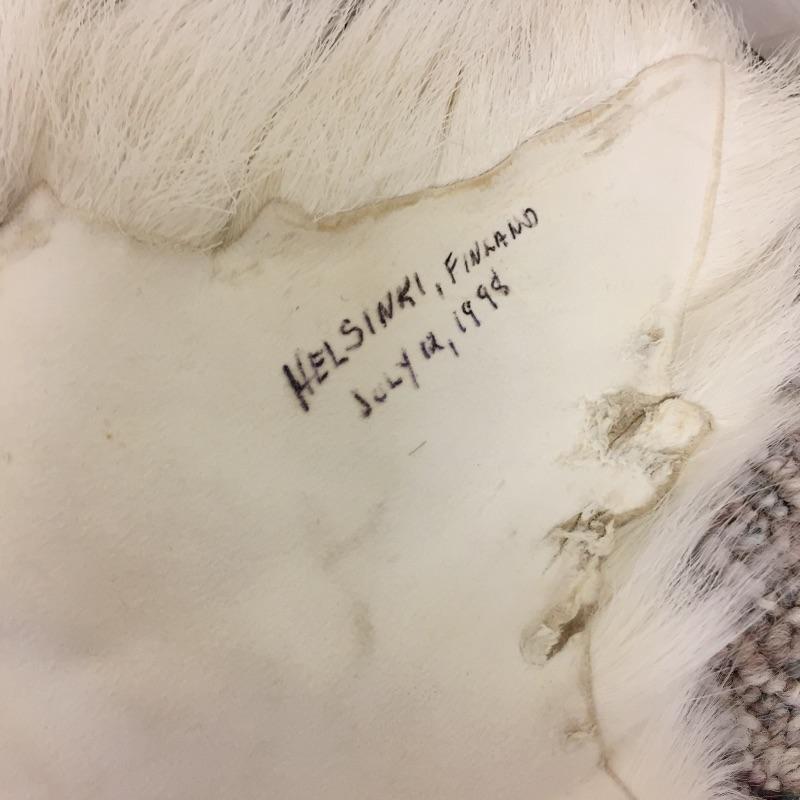 HELSINKI, FINLAND
JULY 12, 1998